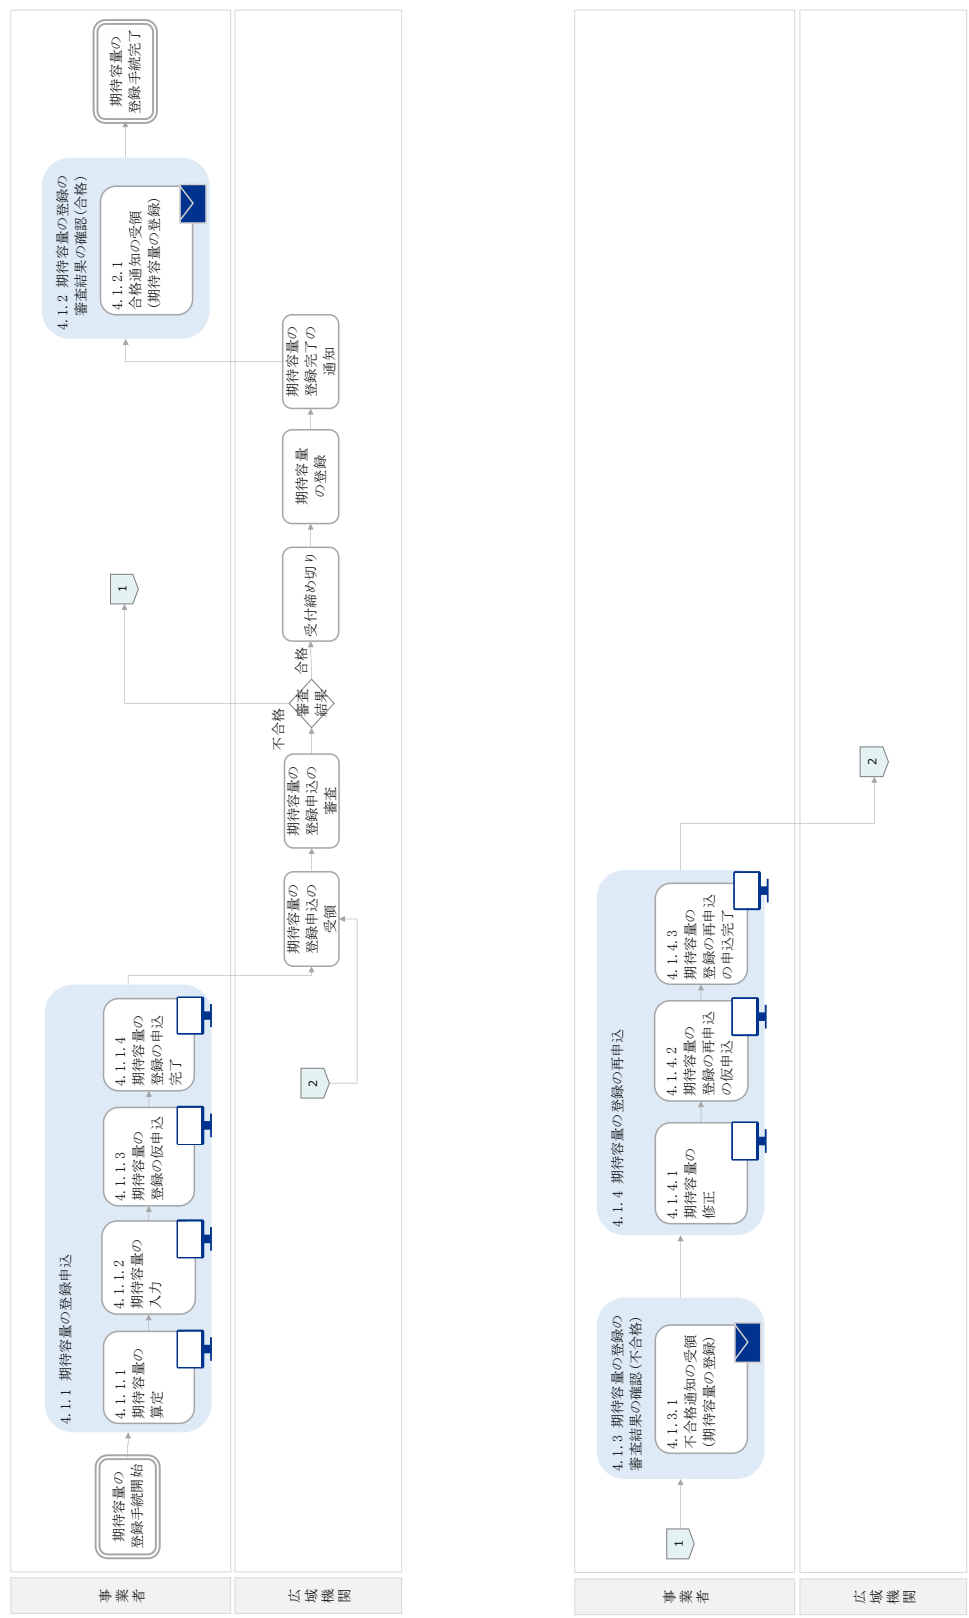 事業者
期待容量の
登録手続開始
4.1.1 期待容量の登録申込
4.1.1.1
期待容量の
算定
4.1.1.2
期待容量の
入力
4.1.1.3
期待容量の
登録の仮申込
4.1.1.4
期待容量の
登録の申込
完了
1
4.1.2 期待容量の登録の
審査結果の確認(合格)
4.1.2.1
合格通知の受領
(期待容量の登録)
期待容量の
登録手続完了
広域機関
2
期待容量の
登録申込の
受領
期待容量の
登録申込の
審査
審査
結果
不合格
合格
受付締め切り
期待容量
の登録
期待容量の
登録完了の
通知
事業者
1
4.1.3 期待容量の登録の
審査結果の確認(不合格)
4.1.3.1
不合格通知の受領
(期待容量の登録)
4.1.4 期待容量の登録の再申込
4.1.4.1
期待容量の
修正
4.1.4.2
期待容量の
登録の再申込
の仮申込
4.1.4.3
期待容量の
登録の再申込
の申込完了
広域機関
2